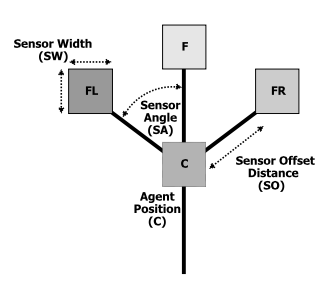 Sensor Width
(SW)
F
FL
FR
Sensor
Angle
(SA)
C
Sensor Offset
Distance
(SO)
Agent
Position
(C)